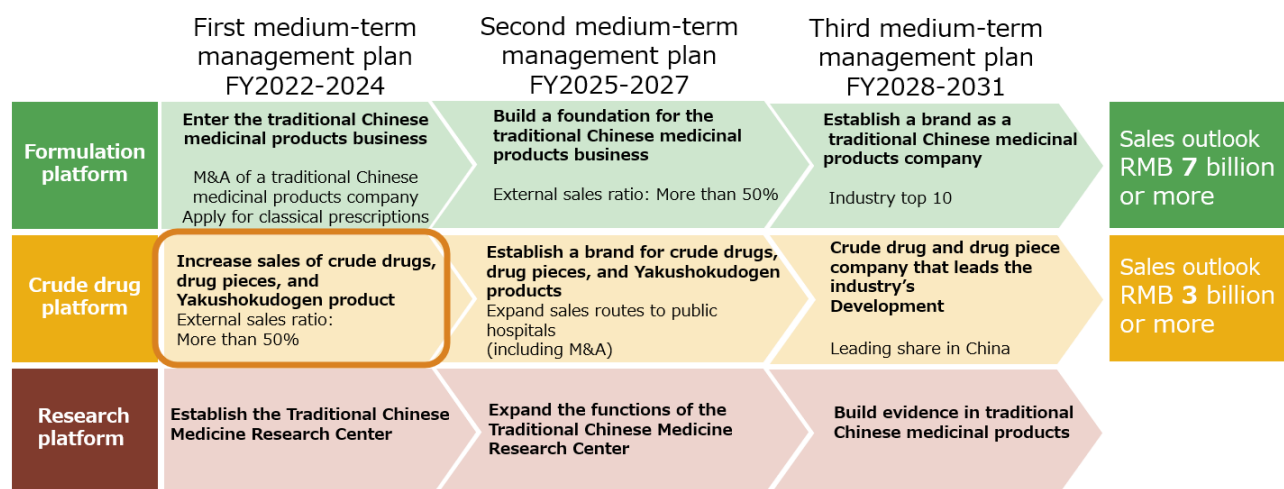 First medium-term
management plan
FY2022-2024
Second medium-term
management plan
FY2025-2027
Third medium-term
management plan
FY2028-2031
Formulation
platform
Enter the traditional Chinese
medicinal products business
M&A of a traditional Chinese
medicinal products company
Apply for classical prescriptions
Build a foundation for the
traditional Chinese medicinal
products business
External sales ratio: More than 50%
Establish a brand as a
traditional Chinese medicinal
products company
Industry top 10
Sales outlook
RMB 7 billion
or more
Crude drug
platform
Increase sales of crude drugs,
drug pieces, and
Yakushokudogen product
External sales ratio:
More than 50%
Establish a brand for crude drugs,
drug pieces, and Yakushokudogen
products
Expand sales routes to public
hospitals
(including M&A)
Crude drug and drug piece
company that leads the
industry's
Development
Leading share in China
Sales outlook
RMB 3 billion
or more
Research
platform
Establish the Traditional Chinese
Medicine Research Center
Expand the functions of the
Traditional Chinese Medicine
Research Center
Build evidence in traditional
Chinese medicinal products